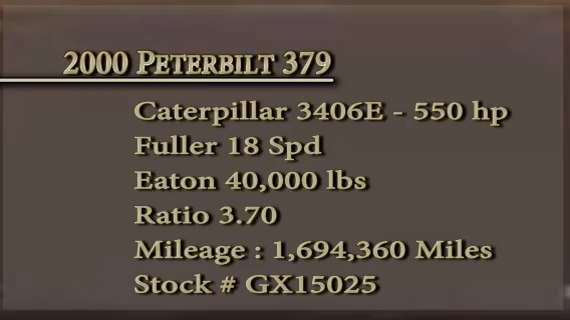 2000 PETERBILT 379
Caterpillar 3406E - 550 hp
Fuller 18 Spd
Eaton 40,000 lbs
Ratio 3.70
Mileage : 1,694,360 Miles
Stock # GX15025